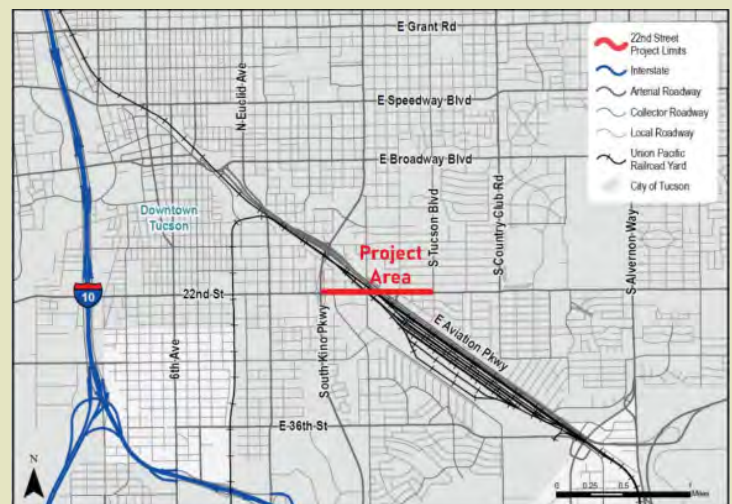 E Grant Rd
N Euclid Ave
E Speedway Blvd
E Broadway Blvd
Downtown
Tucson
S Tucson Blvd
S Country Club Rd
S Alvernon Way
Project
Area
10
22nd St
6th Ave
South Kino Pkwy
E Aviation Pkwy
E 36th St
22nd Street
Project Limits
Interstate
Arterial Roadway
Collector Roadway
Local Roadway
Union Pacific
Railroad Yard
City of Tucson
N
0 0.25 0.5 1
Miles